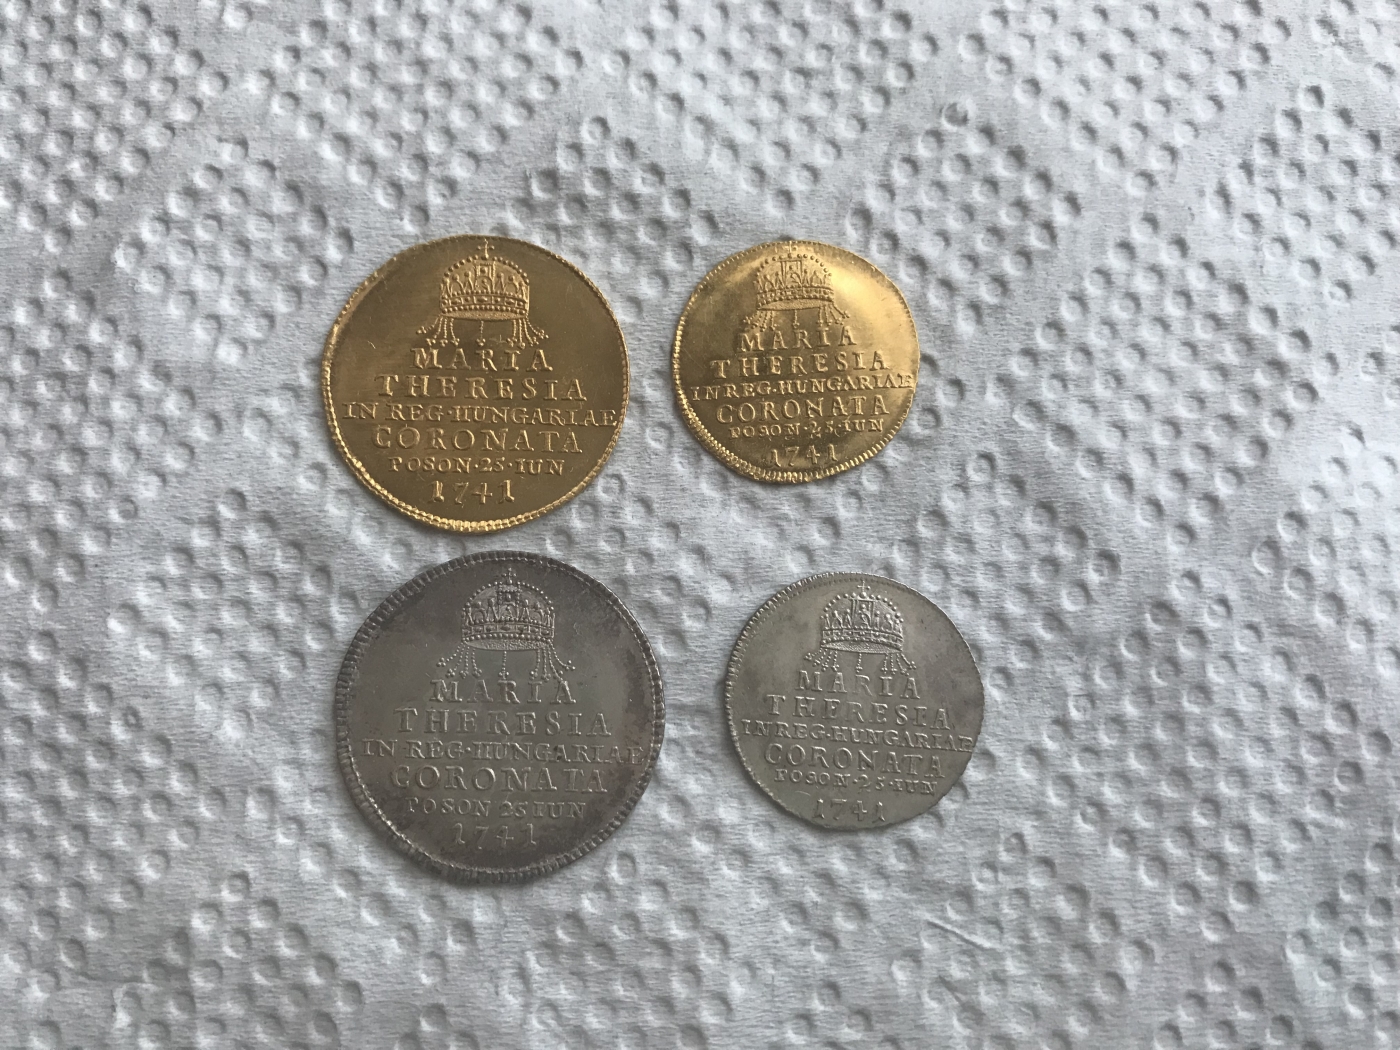 MARIA
THERESIA
IN REG·HUNGARIAE
CORONATA
POSON·25·IUN
1741
MARIA
THERESIA
IN REG·HUNGARIAE
CORONATA
POSON·25·IUN
1741
MARIA
THERESIA
IN·REG·HUNGARIAE
CORONATA
POSON 25 IUN
1741
MARIA
THERESIA
IN REG·HUNGARIAE
CORONATA
POSON·25·IUN
1741